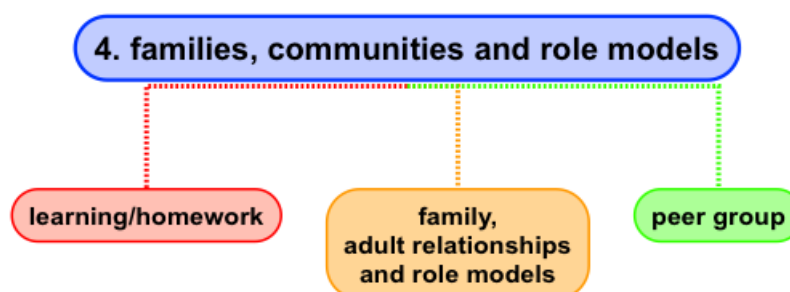 4. families, communities and role models
learning/homework
family,
adult relationships
and role models
peer group